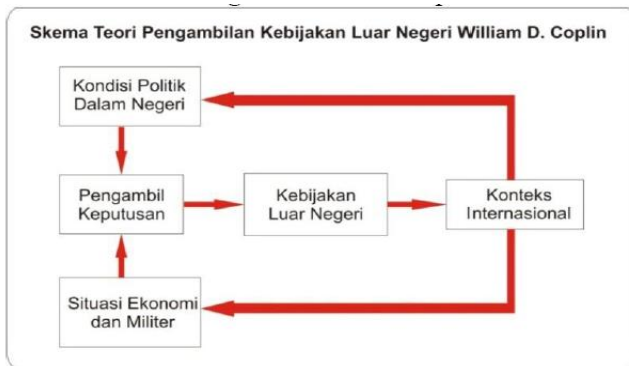 Skema Teori Pengambilan Kebijakan Luar Negeri William D. Coplin
Kondisi Politik
Dalam Negeri
Pengambil
Keputusan
Kebijakan
Luar Negeri
Konteks
Internasional
Situasi Ekonomi
dan Militer